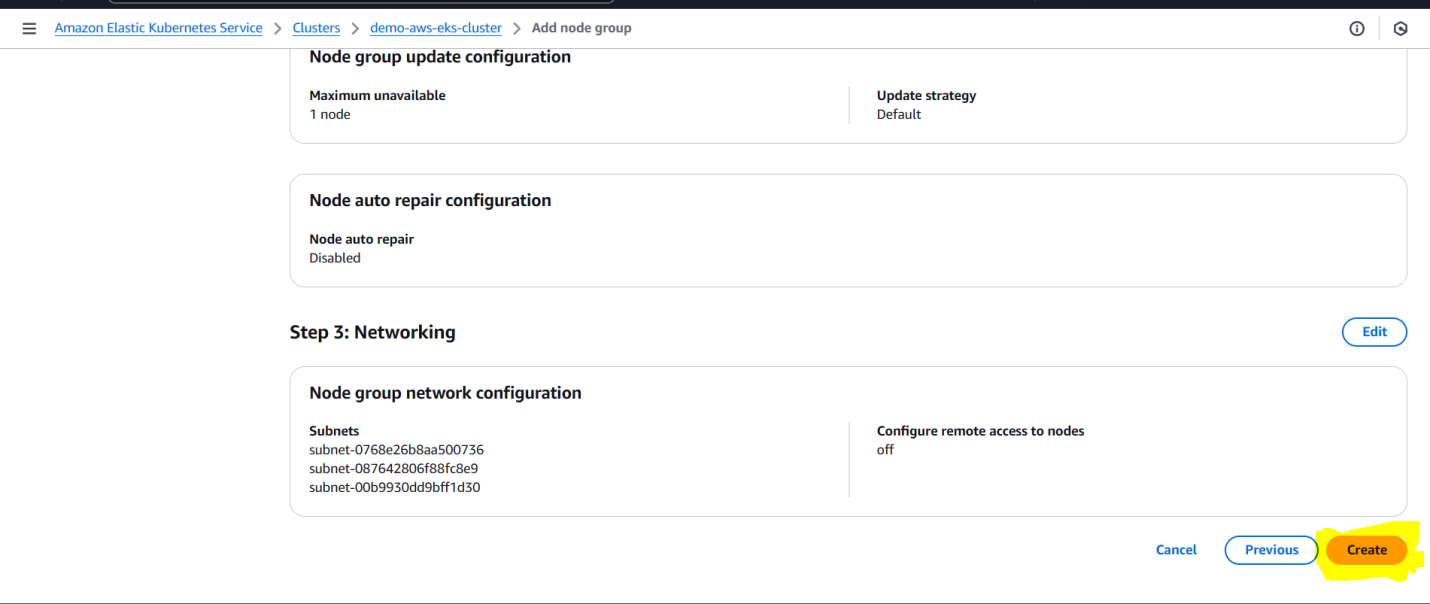 Amazon Elastic Kubernetes Service > Clusters > demo-aws-eks-cluster > Add node group
Node group update configuration
Maximum unavailable
1 node
Update strategy
Default
Node auto repair configuration
Node auto repair
Disabled
Step 3: Networking
Edit
Node group network configuration
Subnets
subnet-0768e26b8aa500736
subnet-087642806f88fc8e9
subnet-00b9930dd9bff1d30
Configure remote access to nodes
off
Cancel
Previous
Create